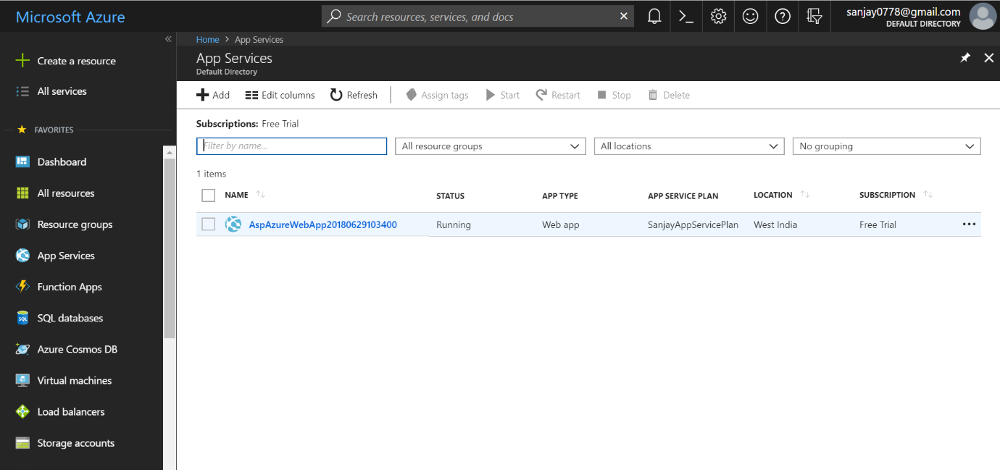 Microsoft Azure
Search resources, services, and docs
sanjay0778@gmail.com
DEFAULT DIRECTORY
Create a resource
All services
FAVORITES
Dashboard
All resources
Resource groups
App Services
Function Apps
SQL databases
Azure Cosmos DB
Virtual machines
Load balancers
Storage accounts
Home > App Services
App Services
Default Directory
Add Edit columns Refresh Assign tags Start Restart Stop Delete
Subscriptions: Free Trial
Filter by name... All resource groups All locations No grouping
1 items
NAME STATUS APP TYPE APP SERVICE PLAN LOCATION SUBSCRIPTION
AspAzureWebApp20180629103400 Running Web app SanjayAppServicePlan West India Free Trial